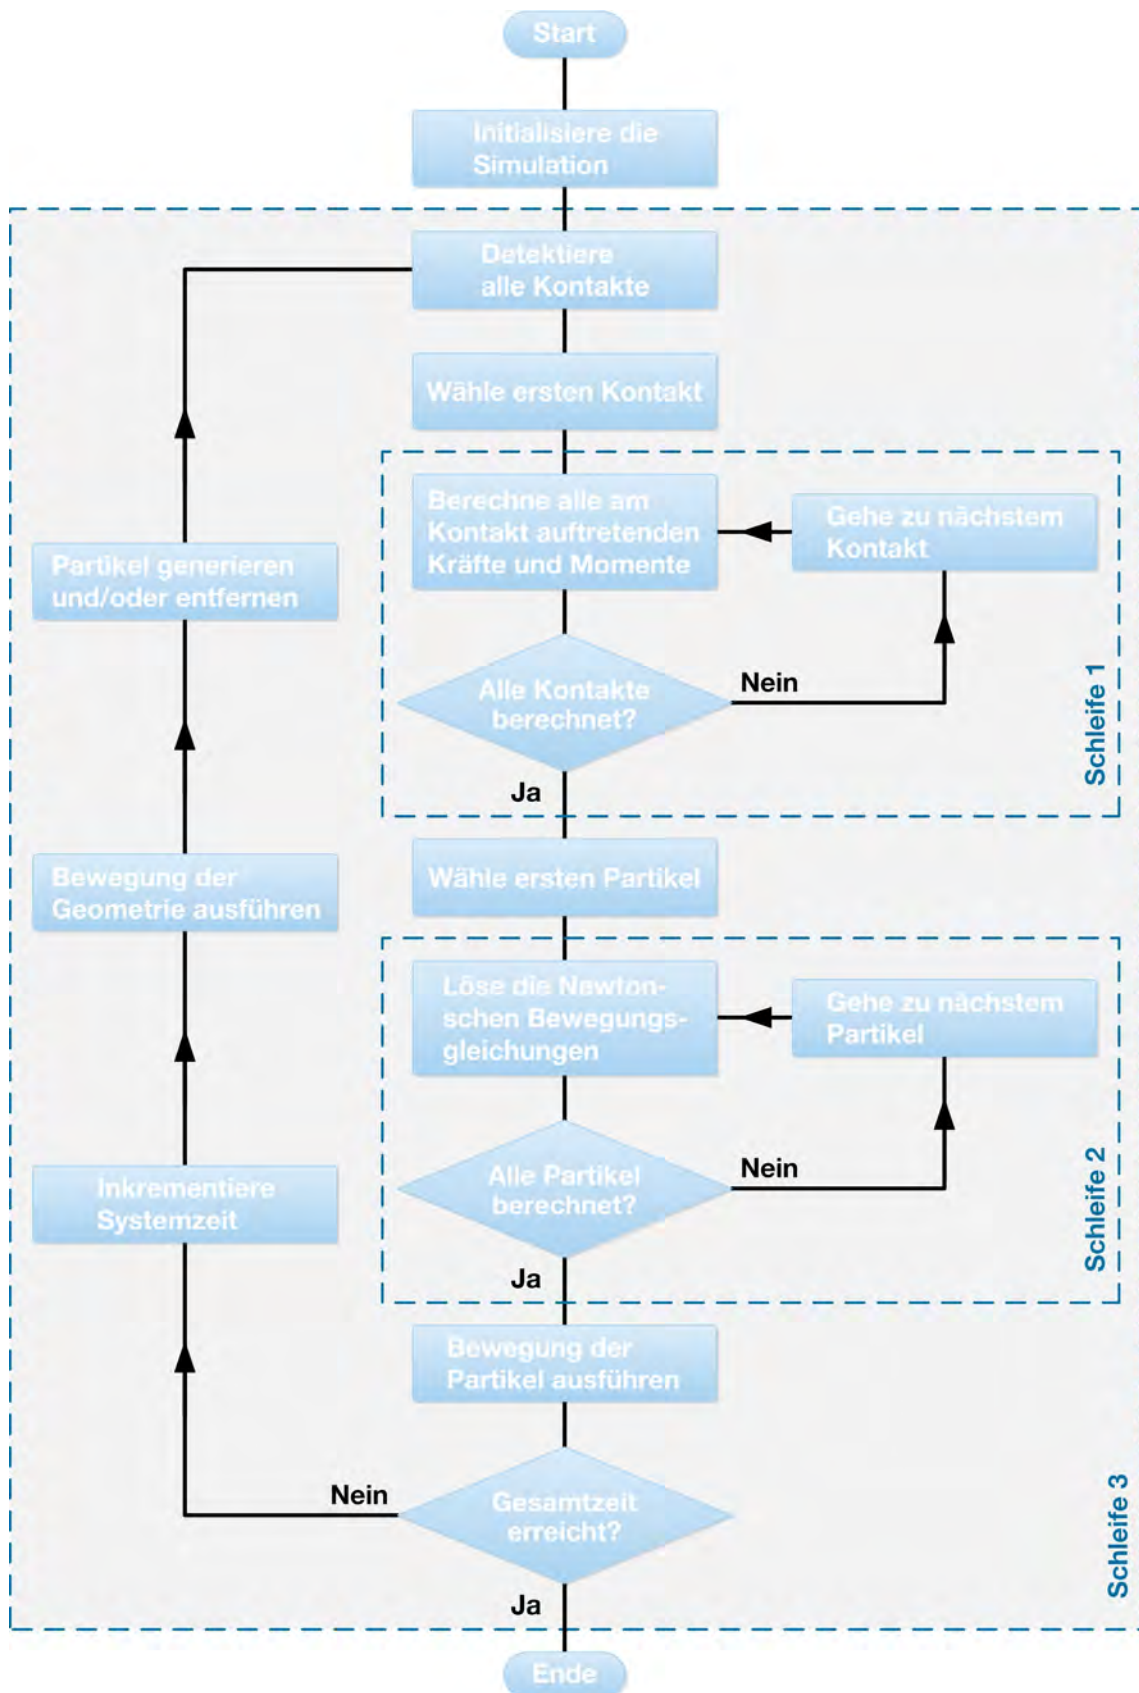 Start
Initialisiere die
Simulation
Detektiere
alle Kontakte
Wähle ersten Kontakt
Berechne alle am
Kontakt auftretenden
Kräfte und Momente
Gehe zu nächstem
Kontakt
Partikel generieren
und/oder entfernen
Alle Kontakte
berechnet?
Nein
Schleife 1
Ja
Wähle ersten Partikel
Bewegung der
Geometrie ausführen
Löse die Newton-
schen Bewegungs-
gleichungen
Gehe zu nächstem
Partikel
Alle Partikel
berechnet?
Nein
Schleife 2
Inkrementiere
Systemzeit
Ja
Bewegung der
Partikel ausführen
Nein
Gesamtzeit
erreicht?
Schleife 3
Ja
Ende